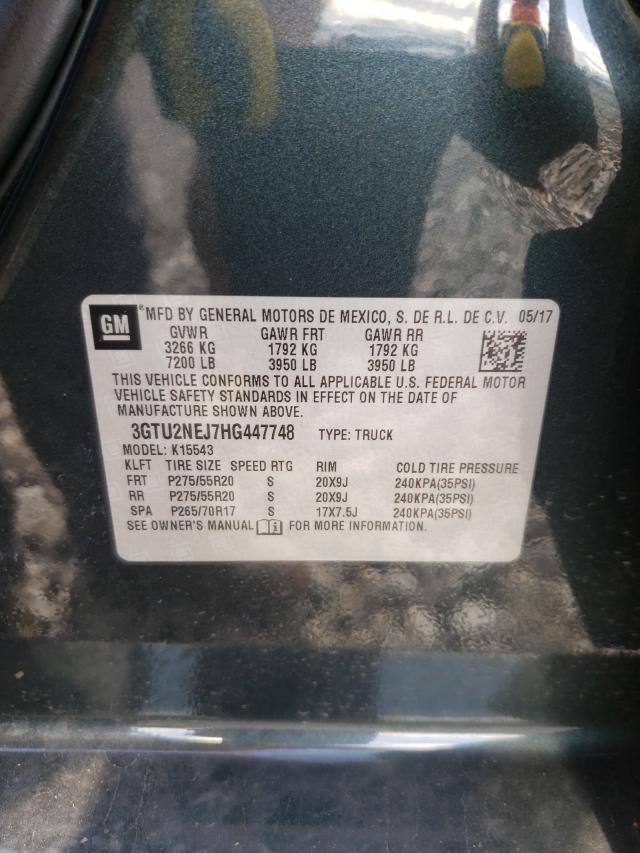 GM
®MFD BY GENERAL MOTORS DE MEXICO, S. DE R.L. DE C.V. 05/17
GVWR GAWR FRT GAWR RR
3266 KG 1792 KG 1792 KG
7200 LB 3950 LB 3950 LB
THIS VEHICLE CONFORMS TO ALL APPLICABLE U.S. FEDERAL MOTOR
VEHICLE SAFETY STANDARDS IN EFFECT ON THE DATE OF
MANUFACTURE SHOWN ABOVE.
3GTU2NEJ7HG447748 TYPE: TRUCK
MODEL: K15543
KLFT TIRE SIZE SPEED RTG RIM COLD TIRE PRESSURE
FRT P275/55R20 S 20X9J 240KPA(35PSI)
RR P275/55R20 S 20X9J 240KPA(35PSI)
SPA P265/70R17 S 17X7.5J 240KPA(35PSI)
SEE OWNER'S MANUAL i FOR MORE INFORMATION.